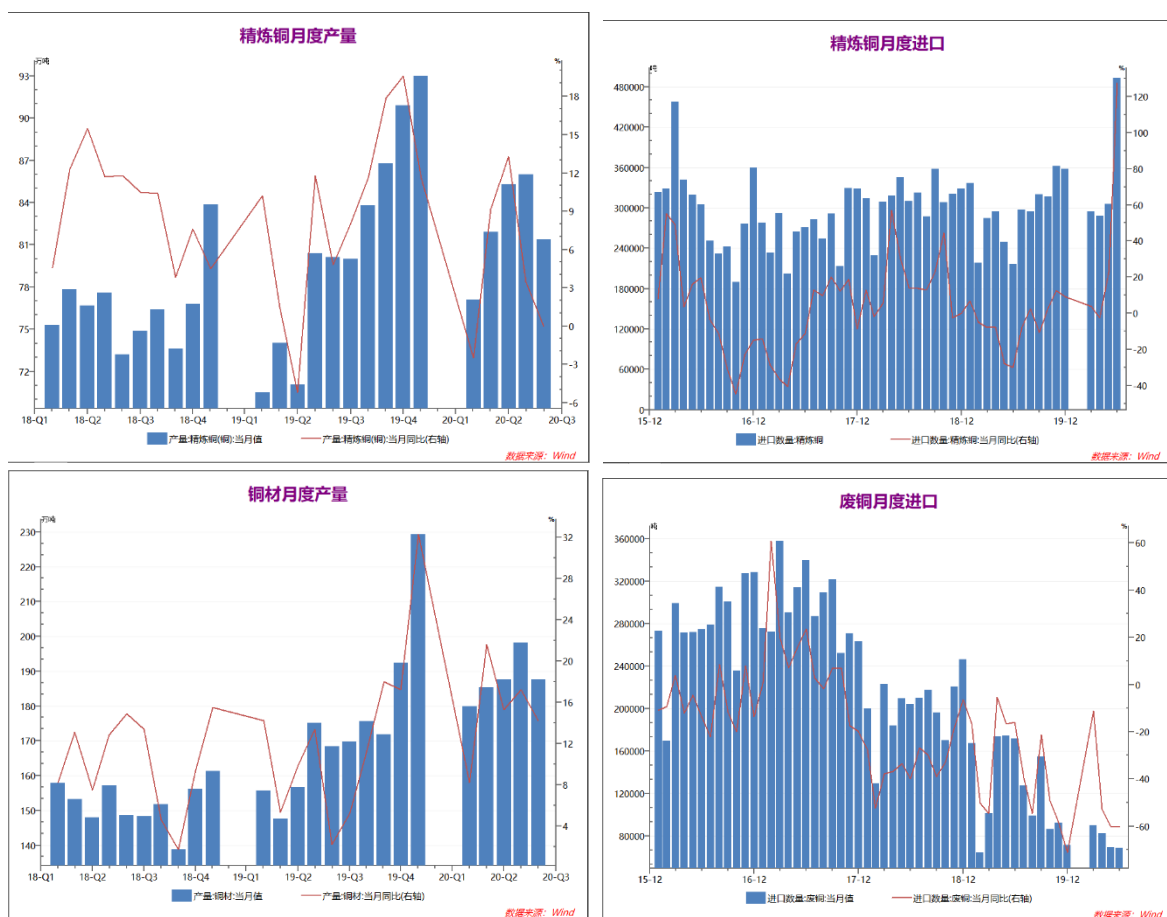 精炼铜月度产量
万吨
%
93
90
87
84
81
78
75
72
18
15
12
9
6
3
0
-3
-6
18-Q1
18-Q2
18-Q3
18-Q4
19-Q1
19-Q2
19-Q3
19-Q4
20-Q1
20-Q2
20-Q3
产量:精炼铜(铜):当月值
产量:精炼铜(铜):当月同比(右轴)
数据来源：Wind
精炼铜月度进口
吨
%
480000
420000
360000
300000
240000
180000
120000
60000
0
120
100
80
60
40
20
0
-20
-40
15-12
16-12
17-12
18-12
19-12
进口数量:精炼铜
进口数量:精炼铜:当月同比(右轴)
数据来源：Wind
铜材月度产量
万吨
%
230
220
210
200
190
180
170
160
150
140
32
28
24
20
16
12
8
4
18-Q1
18-Q2
18-Q3
18-Q4
19-Q1
19-Q2
19-Q3
19-Q4
20-Q1
20-Q2
20-Q3
产量:铜材:当月值
产量:铜材:当月同比(右轴)
数据来源：Wind
废铜月度进口
吨
%
360000
320000
280000
240000
200000
160000
120000
80000
60
40
20
0
-20
-40
-60
15-12
16-12
17-12
18-12
19-12
进口数量:废铜:当月值
进口数量:废铜:当月同比(右轴)
数据来源：Wind